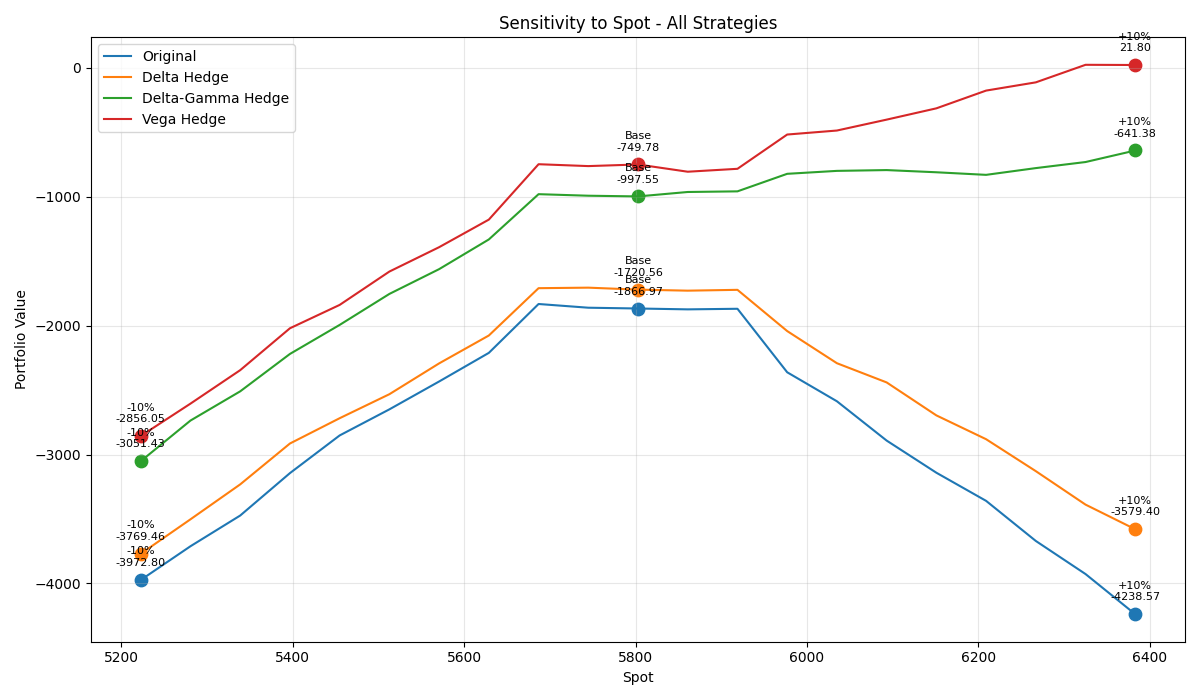 Sensitivity to Spot - All Strategies
Original
Delta Hedge
Delta-Gamma Hedge
Vega Hedge
+10%
21.80
+10%
-641.38
Base
-749.78
Base
-997.55
Base
-1720.56
Base
-1866.97
-10%
-2856.05
-10%
-3051.43
-10%
-3769.46
-10%
-3972.80
+10%
-3579.40
+10%
-4238.57
0
−1000
−2000
−3000
−4000
Portfolio Value
5200
5400
5600
5800
6000
6200
6400
Spot